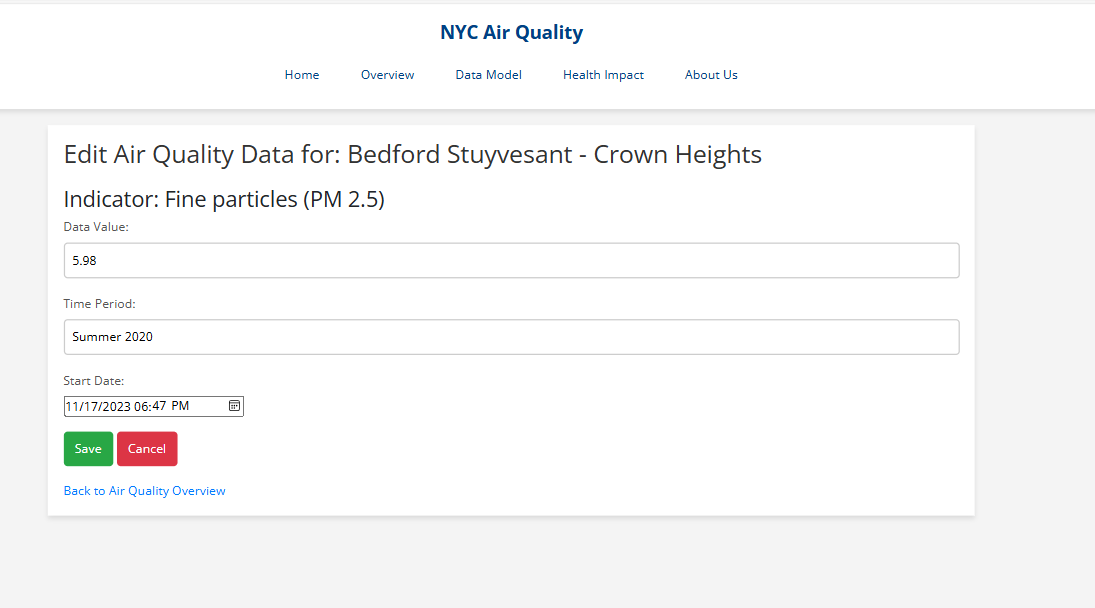 NYC Air Quality
Home Overview Data Model Health Impact About Us
Edit Air Quality Data for: Bedford Stuyvesant - Crown Heights
Indicator: Fine particles (PM 2.5)
Data Value:
5.98
Time Period:
Summer 2020
Start Date:
11/17/2023 06:47 PM
Save Cancel
Back to Air Quality Overview